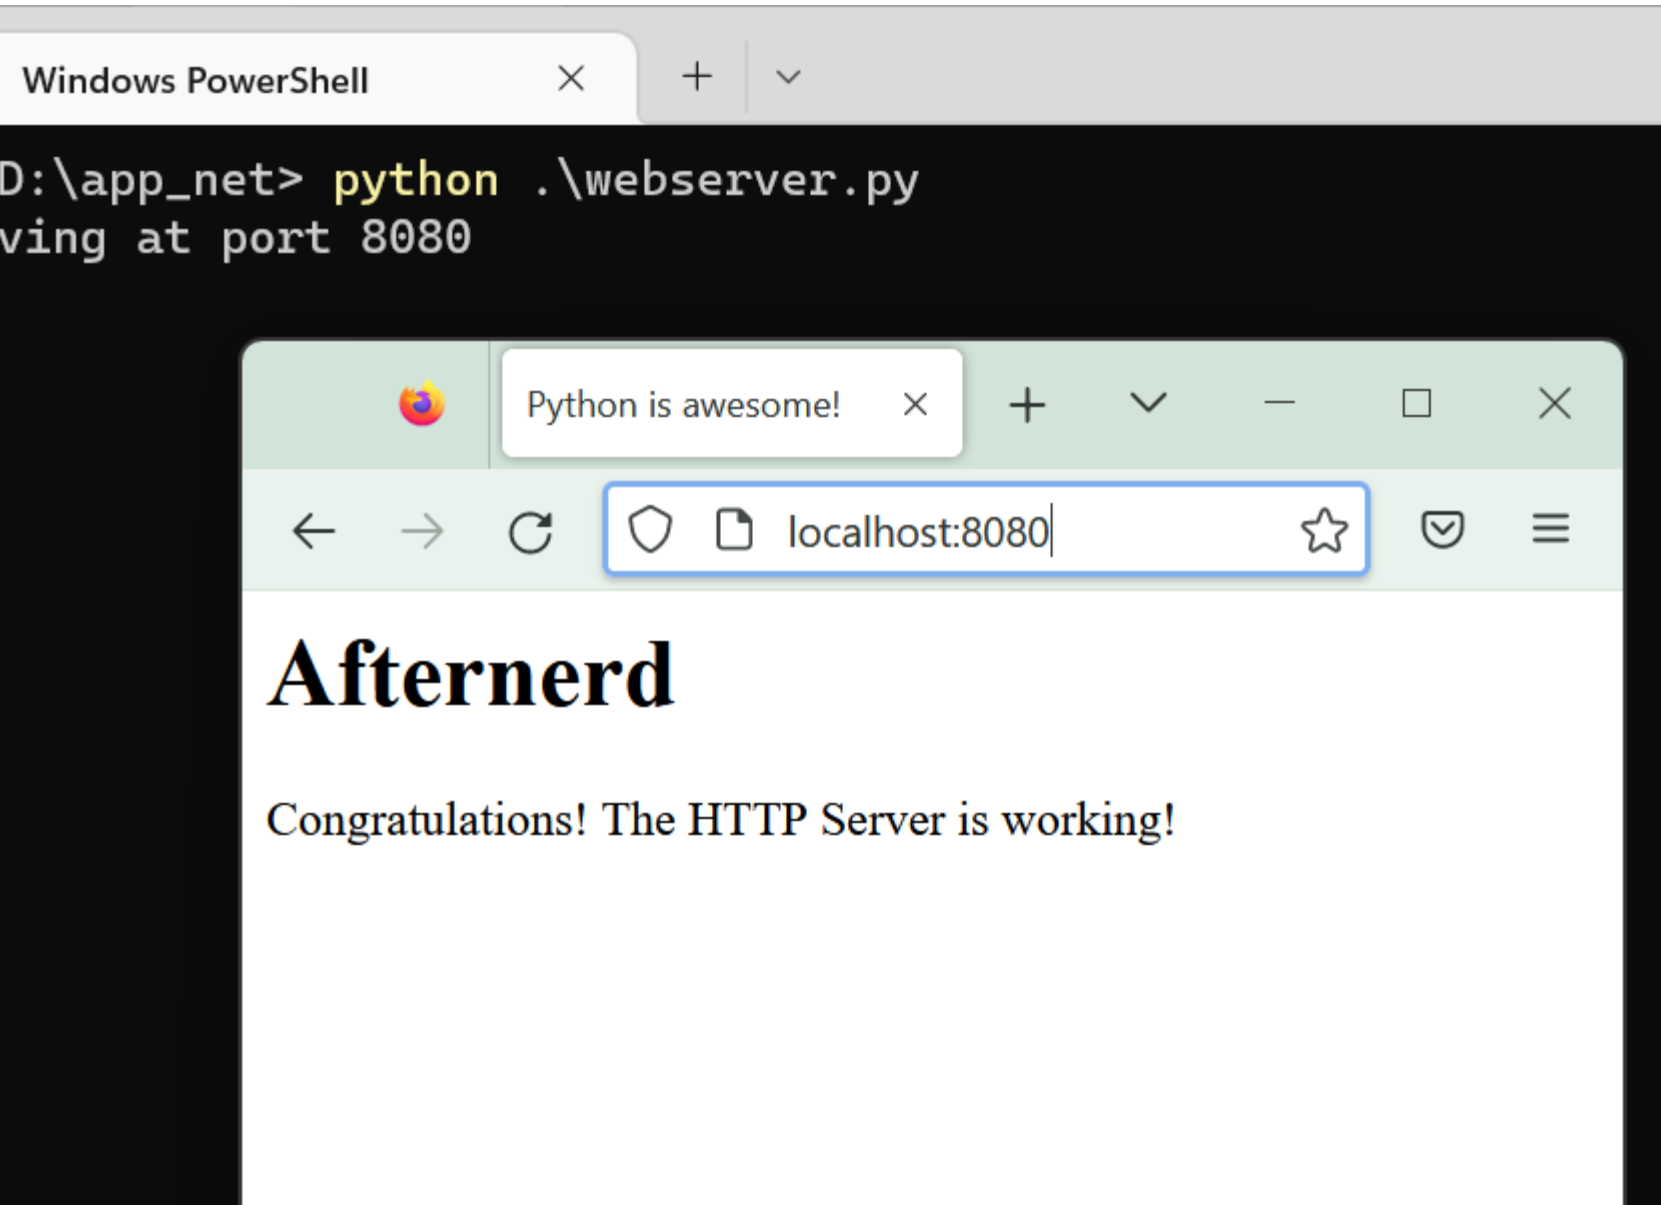 Windows PowerShell
D:\app_net> python .\webserver.py
ving at port 8080
Python is awesome!
localhost:8080
Afternerd
Congratulations! The HTTP Server is working!